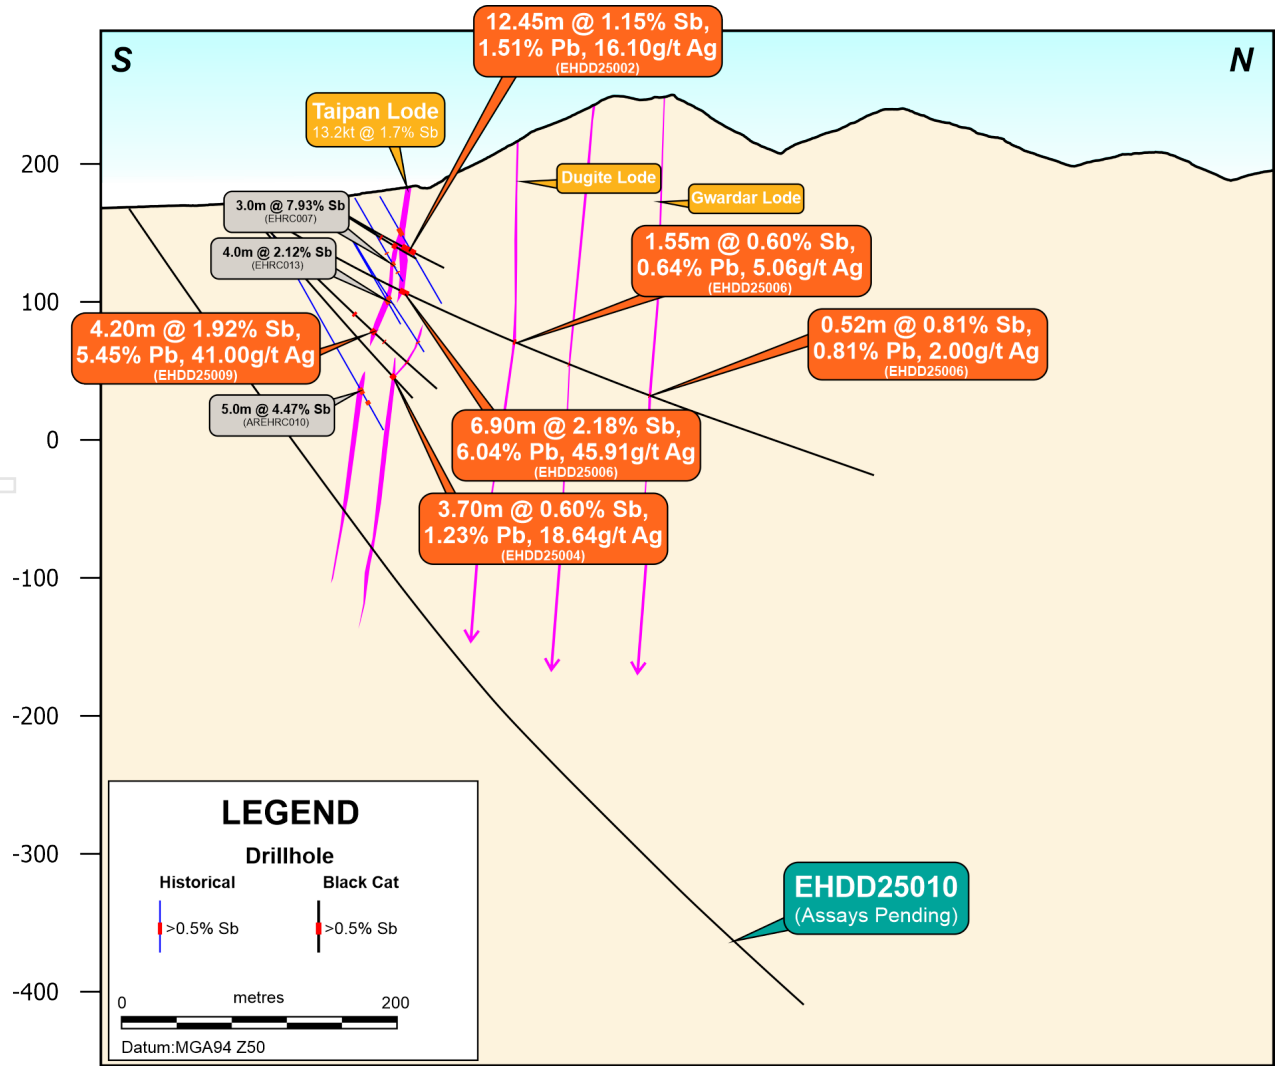 12.45m @ 1.15% Sb,
1.51% Pb, 16.10g/t Ag
(EHDD25002)
S
N
Taipan Lode
13.2kt @ 1.7% Sb
200
Dugite Lode
Gwardar Lode
3.0m @ 7.93% Sb
(EHRC007)
4.0m @ 2.12% Sb
(EHRC013)
1.55m @ 0.60% Sb,
0.64% Pb, 5.06g/t Ag
(EHDD25006)
100
4.20m @ 1.92% Sb,
5.45% Pb, 41.00g/t Ag
(EHDD25009)
0.52m @ 0.81% Sb,
0.81% Pb, 2.00g/t Ag
(EHDD25006)
5.0m @ 4.47% Sb
(AREHRC010)
0
6.90m @ 2.18% Sb,
6.04% Pb, 45.91g/t Ag
(EHDD25006)
3.70m @ 0.60% Sb,
1.23% Pb, 18.64g/t Ag
(EHDD25004)
-100
-200
-300
-400
LEGEND
Drillhole
Historical
Black Cat
>0.5% Sb
>0.5% Sb
0 metres 200
Datum:MGA94 Z50
EHDD25010
(Assays Pending)